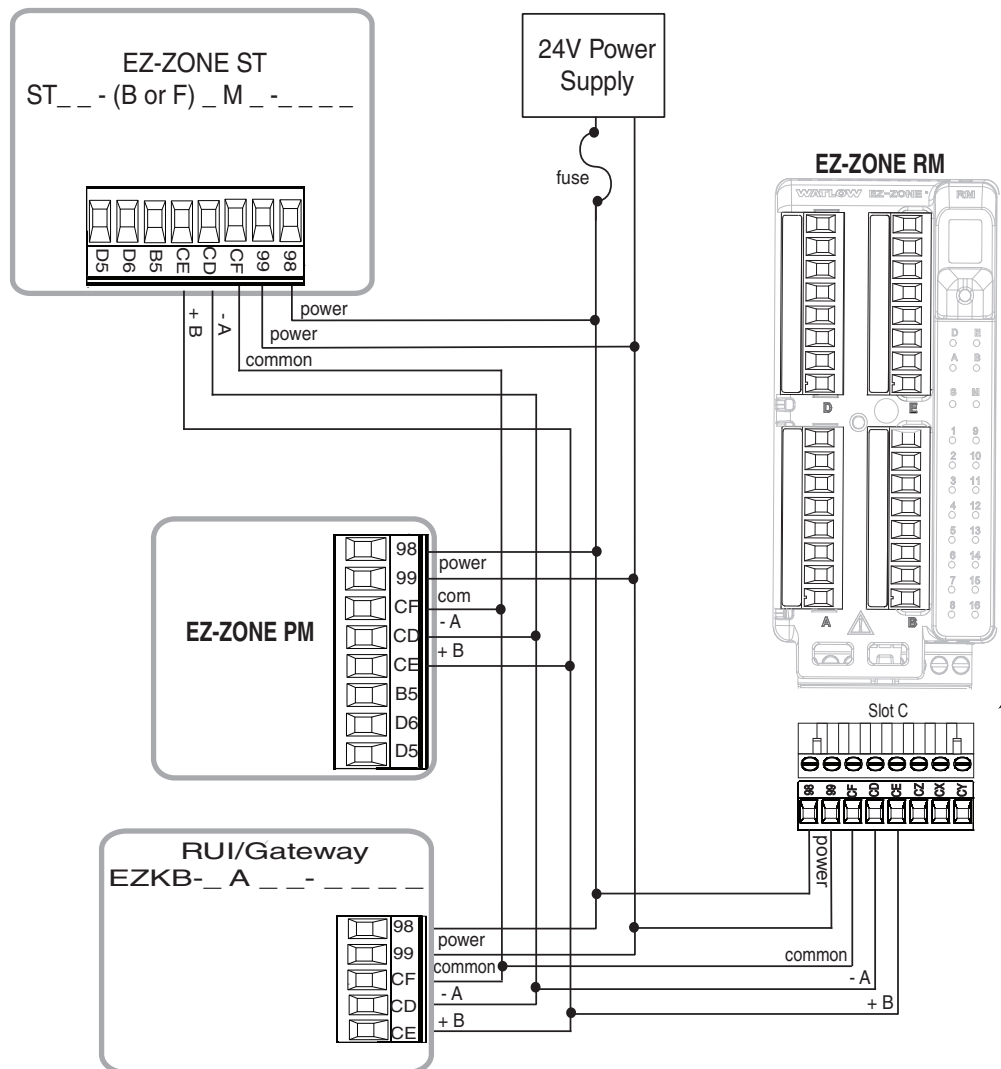 EZ-ZONE ST
ST_ _ - (B or F) _ M _ -_ _ _ _
D5
D6
B5
CE
CD
CF
99
98
+ B
- A
power
power
common
24V Power
Supply
fuse
EZ-ZONE RM
WATLOW EZ-ZONE
RM
D E
A B
S M
1 9
2 10
3 11
4 12
5 13
6 14
7 15
8 16
D
E
A
B
EZ-ZONE PM
98
99
CF
CD
CE
B5
D6
D5
power
com
- A
+ B
Slot C
98
99
CF
CD
CE
CZ
CX
CY
power
common
- A
+ B
RUI/Gateway
EZKB-_ A _ _- _ _ _ _
98
99
CF
CD
CE
power
common
- A
+ B